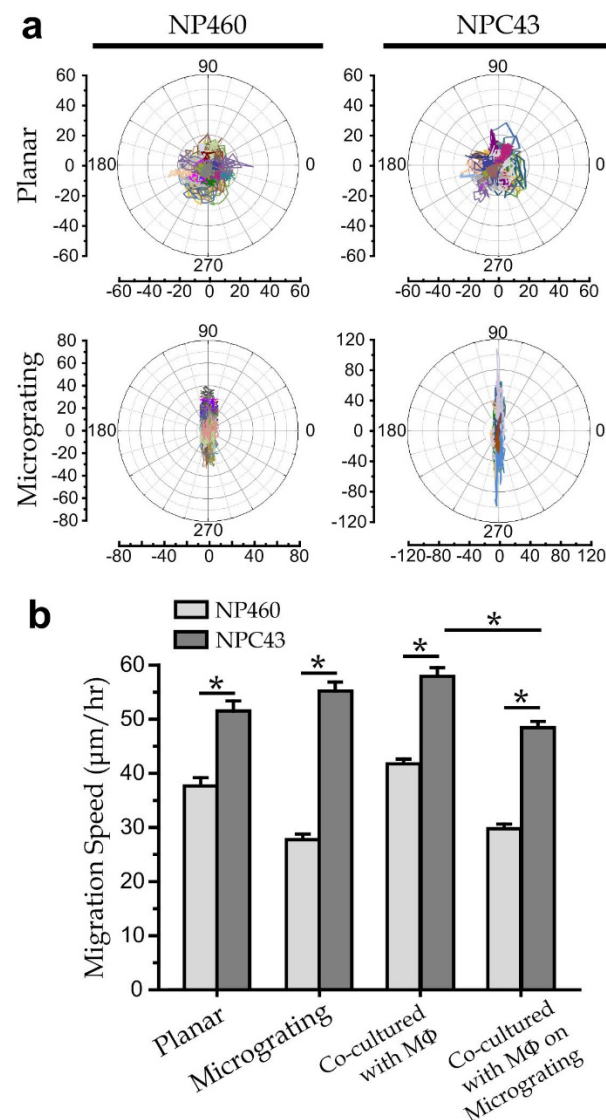 a
NP460
NPC43
Planar
60
40
20
0
-20
-40
-60
90
180
0
270
-60 -40 -20 0 20 40 60
60
40
20
0
-20
-40
-60
90
180
0
270
-60 -40 -20 0 20 40 60
Micrograting
80
60
40
20
0
-20
-40
-60
-80
90
180
0
270
-80 -40 0 40 80
120
80
40
0
-40
-80
-120
90
180
0
270
-120 -80 -40 0 40 80 120
b
NP460
NPC43
Migration Speed (μm/hr)
60
50
40
30
20
10
0
*
*
*
*
*
Planar
Micrograting
Co-cultured
with MΦ
Co-cultured
with MΦ on
Micrograting